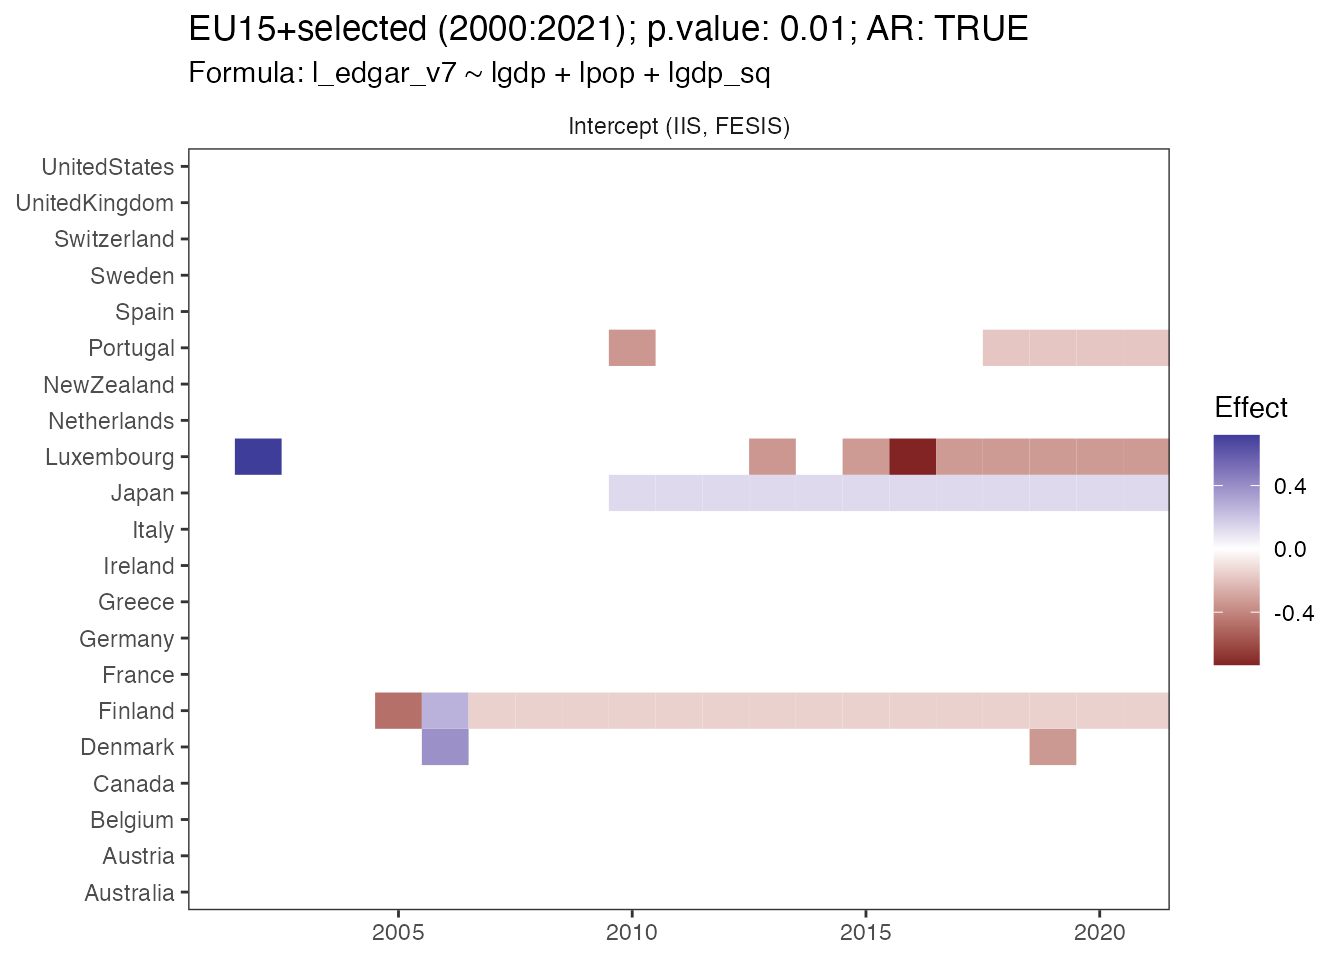 EU15+selected (2000:2021); p.value: 0.01; AR: TRUE
Formula: l_edgar_v7 ~ lgdp + lpop + lgdp_sq
Intercept (IIS, FESIS)
UnitedStates
UnitedKingdom
Switzerland
Sweden
Spain
Portugal
NewZealand
Netherlands
Luxembourg
Japan
Italy
Ireland
Greece
Germany
France
Finland
Denmark
Canada
Belgium
Austria
Australia
2005 2010 2015 2020
Effect
0.4
0.0
-0.4